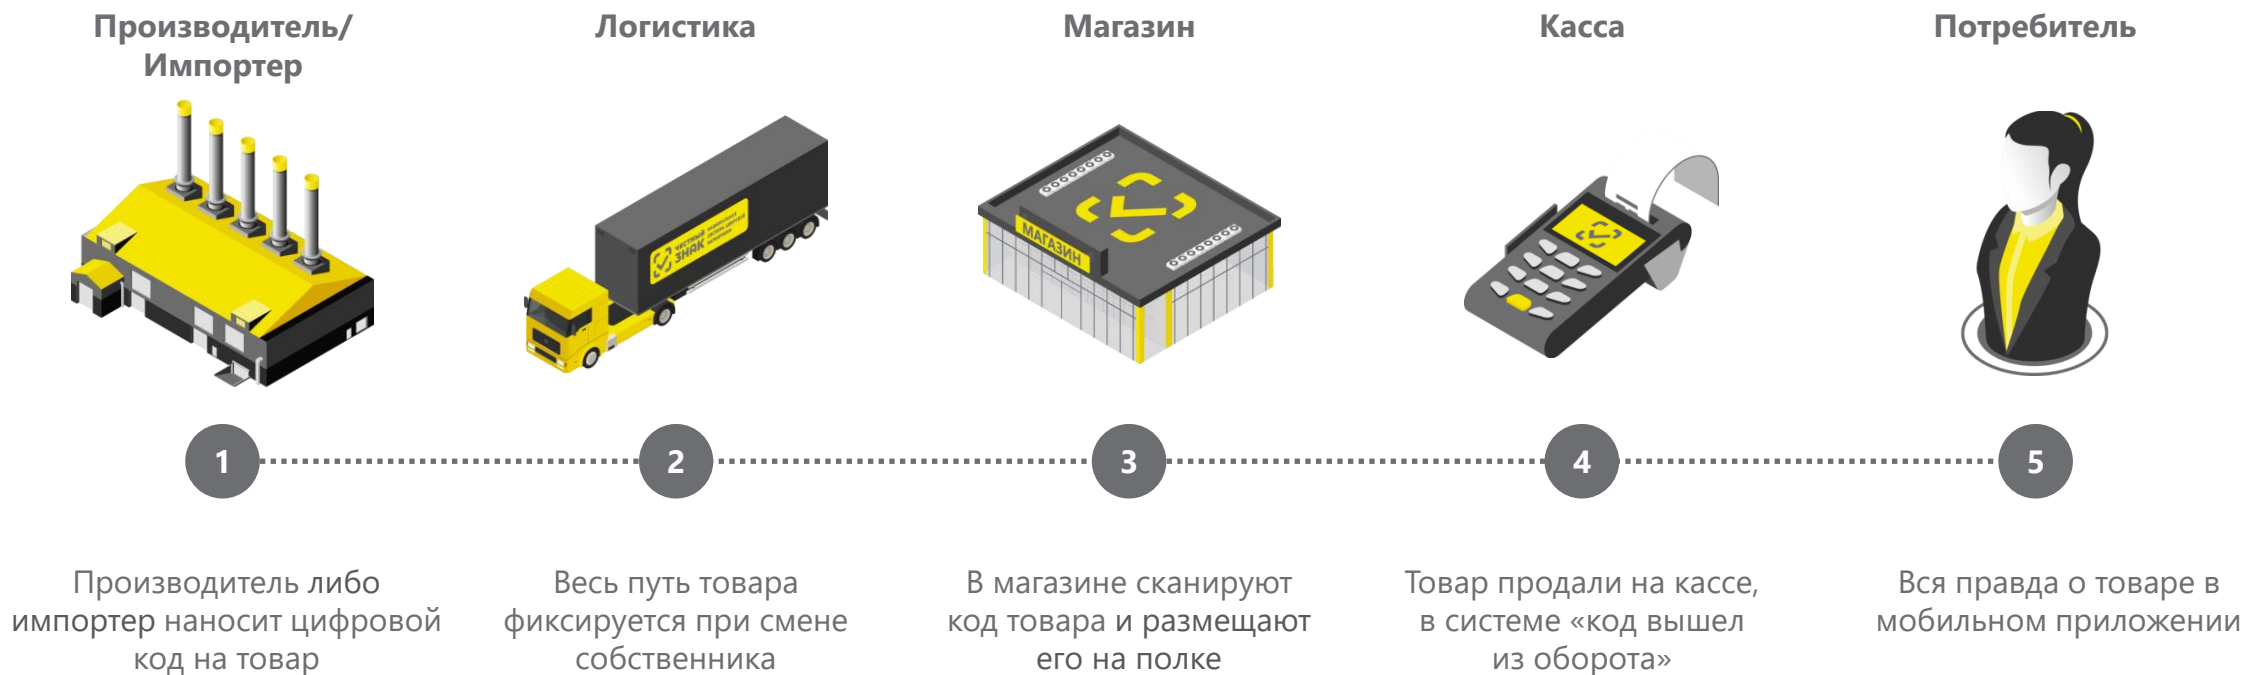 Производитель/
Импортер
Логистика
Магазин
Касса
Потребитель
ЧЕСТНЫЙ
ЗНАК
МАГАЗИН
1
2
3
4
5
Производитель либо
импортер наносит цифровой
код на товар
Весь путь товара
фиксируется при смене
собственника
В магазине сканируют
код товара и размещают
его на полке
Товар продали на кассе,
в системе «код вышел
из оборота»
Вся правда о товаре в
мобильном приложении